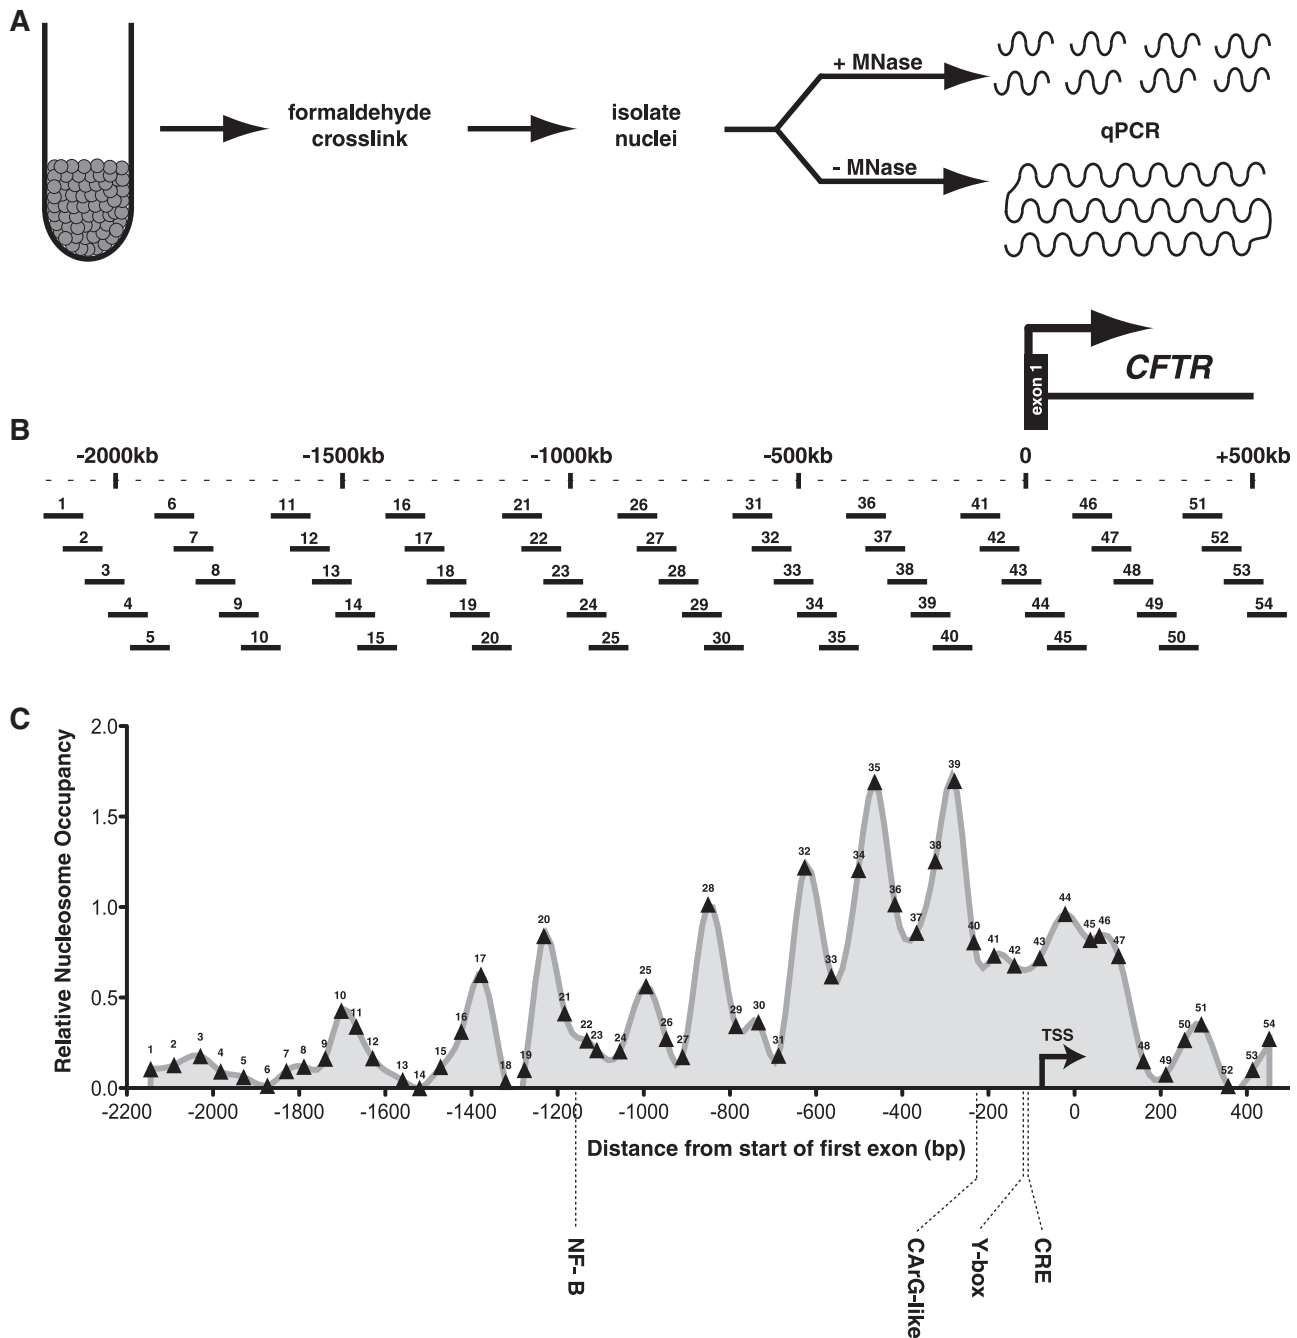 A
formaldehyde
crosslink
isolate
nuclei
+ MNase
- MNase
qPCR
exon 1
CFTR
B
-2000kb -1500kb -1000kb -500kb 0 +500kb
1 6 11 16 21 26 31 36 41 46 51
2 7 12 17 22 27 32 37 42 47 52
3 8 13 18 23 28 33 38 43 48 53
4 9 14 19 24 29 34 39 44 49 54
5 10 15 20 25 30 35 40 45 50
C
Relative Nucleosome Occupancy
2.0
1.5
1.0
0.5
0.0
1 2 3 4 5 6 7 8 9 10 11 12 13 14 15 16 17 18 19 20 21 22 23 24 25 26 27 28 29 30 31 32 33 34 35 36 37 38 39 40 41 42 43 44 45 46 47 48 49 50 51 52 53 54
TSS
-2200 -2000 -1800 -1600 -1400 -1200 -1000 -800 -600 -400 -200 0 200 400
Distance from start of first exon (bp)
NF- B
CArG-like
Y-box
CRE